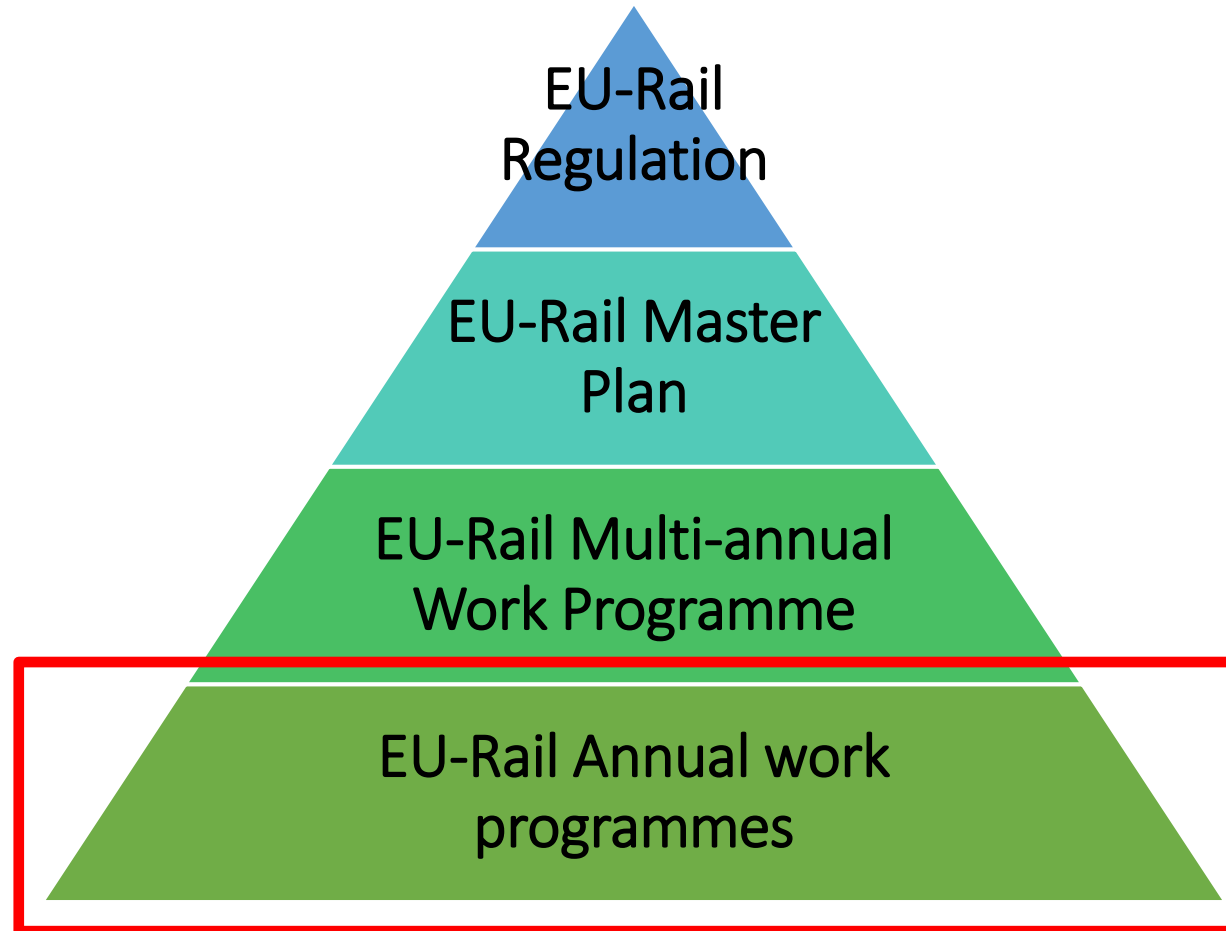 EU-Rail
Regulation
EU-Rail Master
Plan
EU-Rail Multi-annual
Work Programme
EU-Rail Annual work
programmes